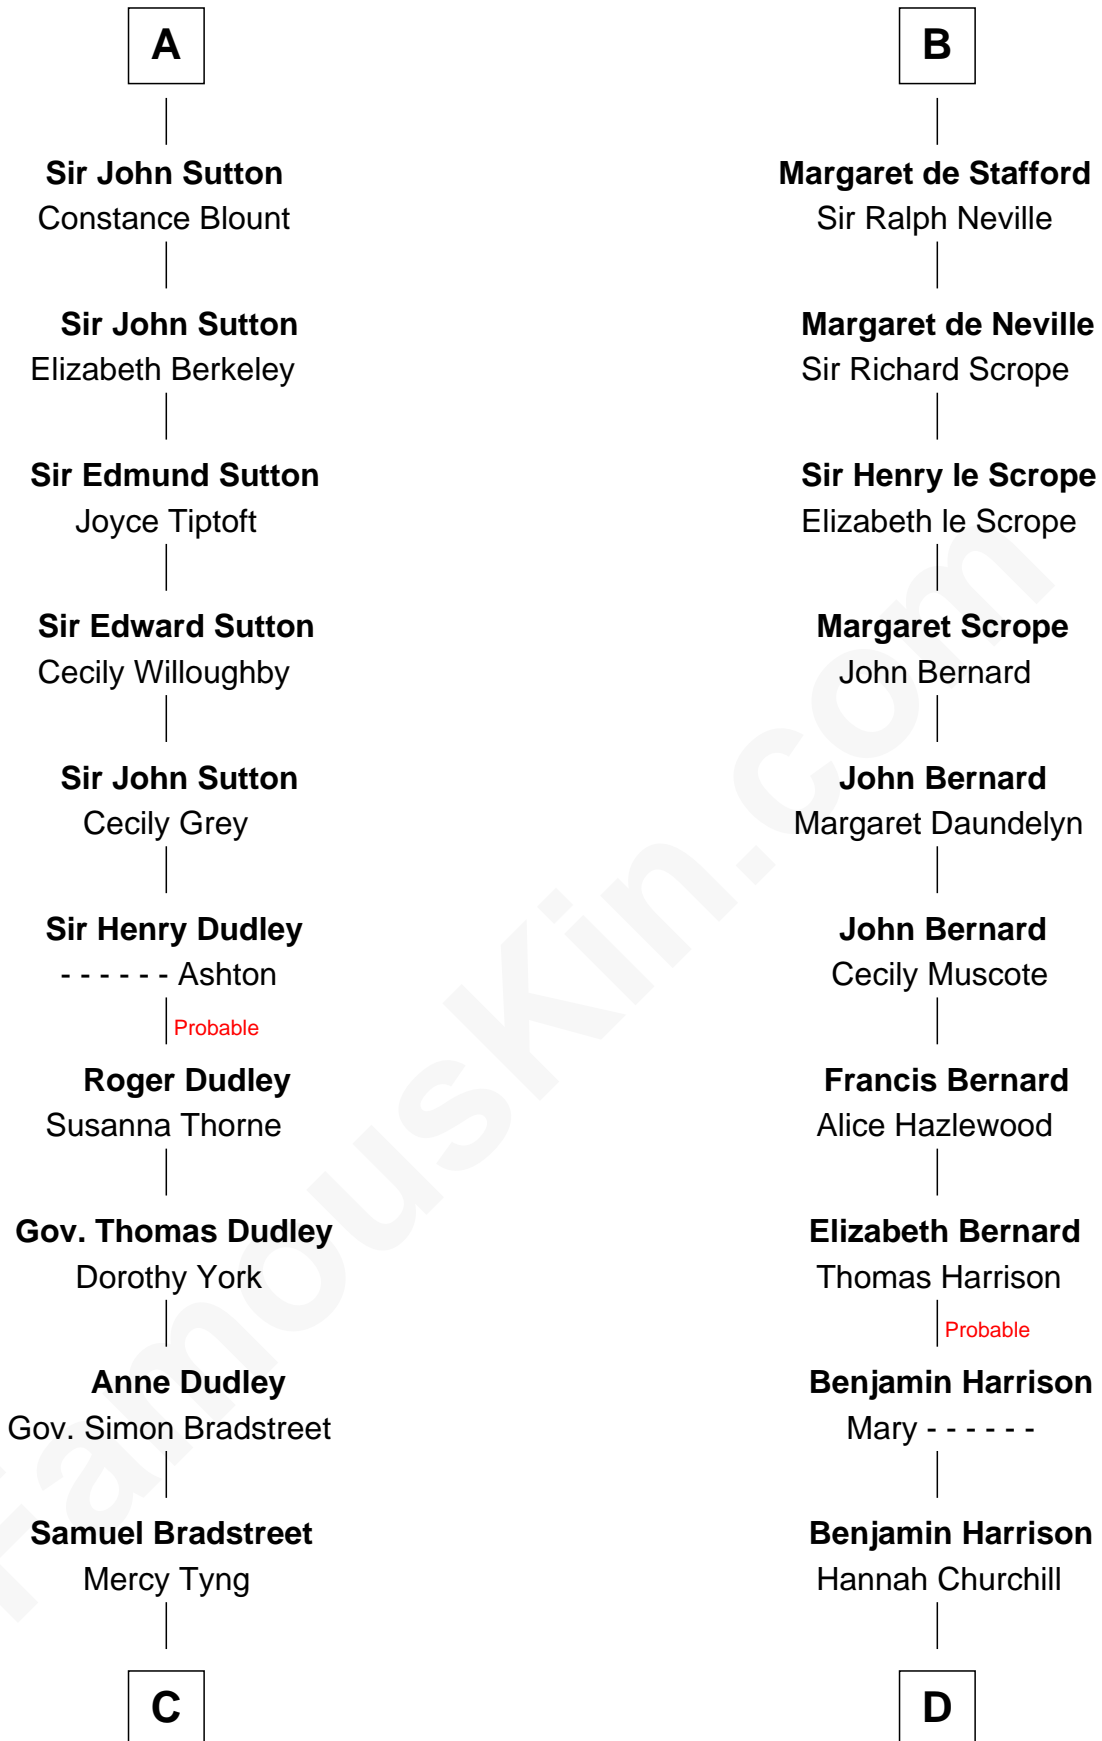 A
Sir John Sutton
Constance Blount
Sir John Sutton
Elizabeth Berkeley
Sir Edmund Sutton
Joyce Tiptoft
Sir Edward Sutton
Cecily Willoughby
Sir John Sutton
Cecily Grey
Sir Henry Dudley
- - - - - - Ashton
Probable
Roger Dudley
Susanna Thorne
Gov. Thomas Dudley
Dorothy York
Anne Dudley
Gov. Simon Bradstreet
Samuel Bradstreet
Mercy Tyng
C
B
Margaret de Stafford
Sir Ralph Neville
Margaret de Neville
Sir Richard Scrope
Sir Henry le Scrope
Elizabeth le Scrope
Margaret Scrope
John Bernard
John Bernard
Margaret Daundelyn
John Bernard
Cecily Muscote
Francis Bernard
Alice Hazlewood
Elizabeth Bernard
Thomas Harrison
Probable
Benjamin Harrison
Mary - - - - - -
Benjamin Harrison
Hannah Churchill
D
FamousKin.com